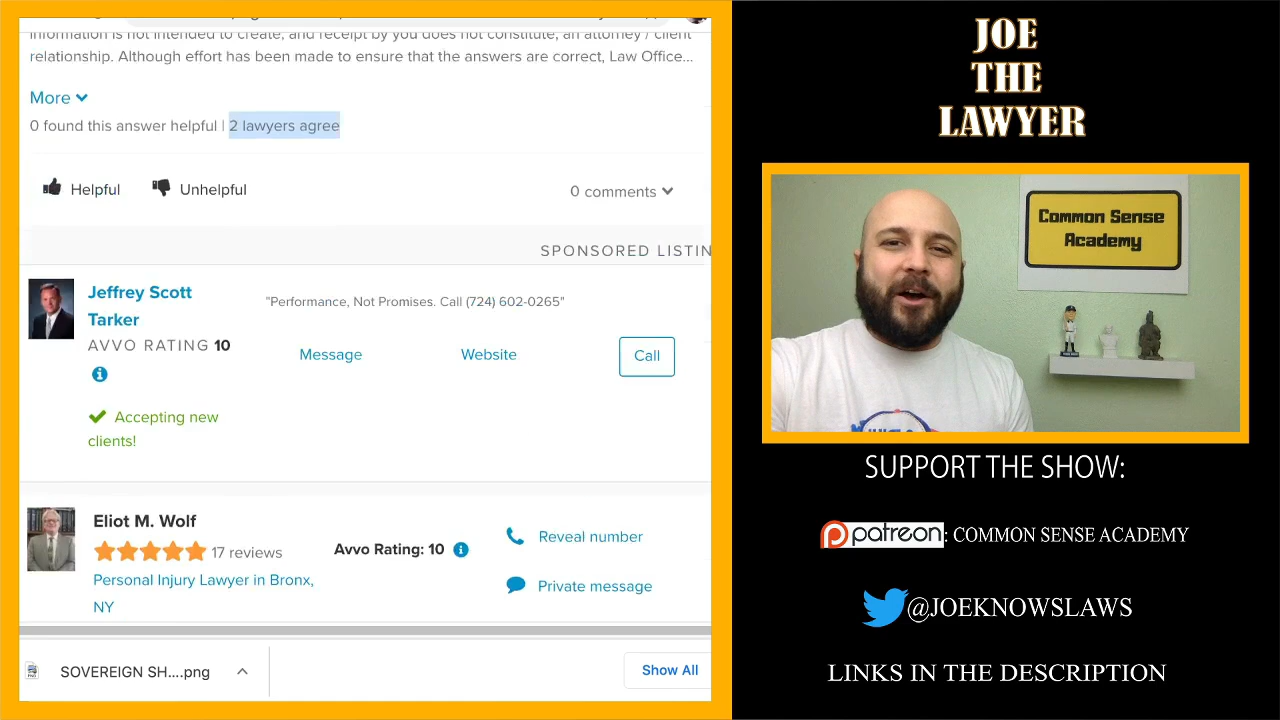 information is not intended to create, and receipt by you does not constitute, an attorney / client
relationship. Although effort has been made to ensure that the answers are correct, Law Office...
More
0 found this answer helpful | 2 lawyers agree
Helpful
Unhelpful
0 comments
SPONSORED LISTIN
Jeffrey Scott
Tarker
"Performance, Not Promises. Call (724) 602-0265"
AVVO RATING 10
Message
Website
Call
Accepting new
clients!
Eliot M. Wolf
17 reviews
Avvo Rating: 10
Reveal number
Personal Injury Lawyer in Bronx,
NY
Private message
SOVEREIGN SH....png
Show All
JOE
THE
LAWYER
Common Sense
Academy
SUPPORT THE SHOW:
patreon: COMMON SENSE ACADEMY
@JOEKNOWSLAWS
LINKS IN THE DESCRIPTION